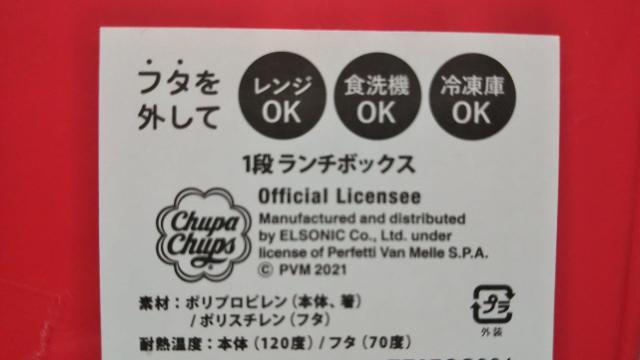 フタを
外して
レンジ
OK
食洗機
OK
冷凍庫
OK
1段 ランチボックス
Chupa
Chups
Official Licensee
Manufactured and distributed
by ELSONIC Co., Ltd. under
license of Perfetti Van Melle S.P.A.
© PVM 2021
素材：ポリプロピレン（本体、箸）
/ ポリスチレン（フタ）
プラ
外装
耐熱温度：本体（120度）/ フタ（70度）